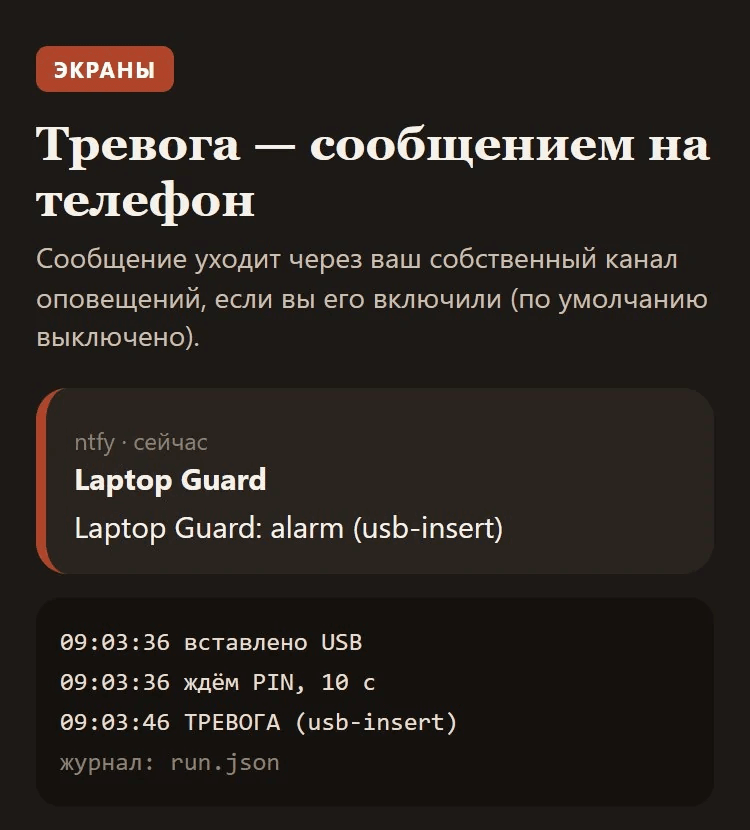 ЭКРАНЫ
Тревога — сообщением на
телефон
Сообщение уходит через ваш собственный канал
оповещений, если вы его включили (по умолчанию
выключено).
ntfy · сейчас
Laptop Guard
Laptop Guard: alarm (usb-insert)
09:03:36 вставлено USB
09:03:36 ждём PIN, 10 с
09:03:46 ТРЕВОГА (usb-insert)
журнал: run.json